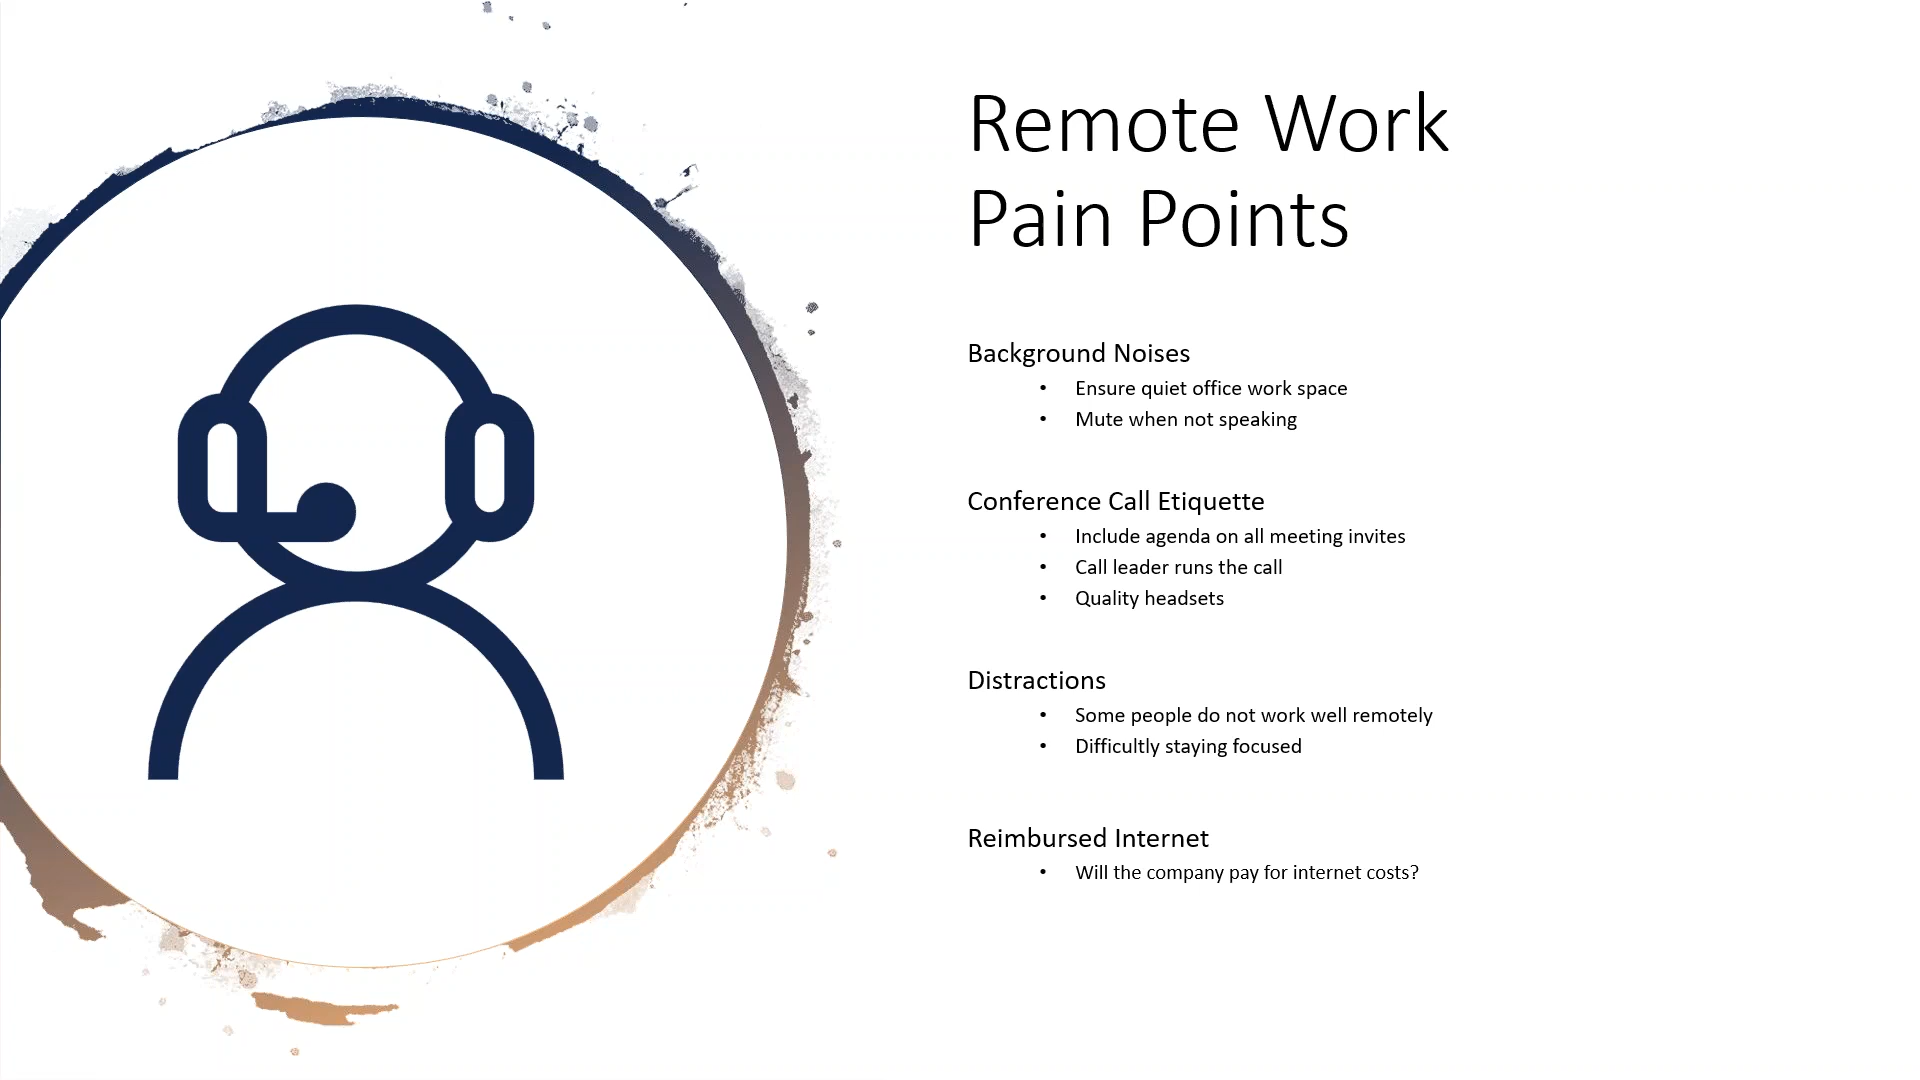 Remote Work
Pain Points
Background Noises
• Ensure quiet office work space
• Mute when not speaking
Conference Call Etiquette
• Include agenda on all meeting invites
• Call leader runs the call
• Quality headsets
Distractions
• Some people do not work well remotely
• Difficultly staying focused
Reimbursed Internet
• Will the company pay for internet costs?